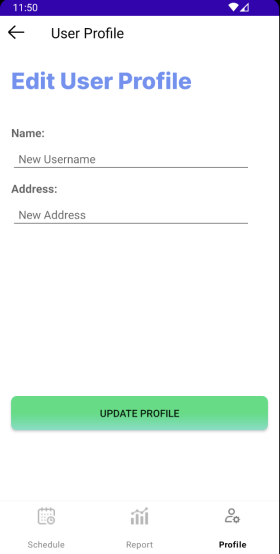 11:50
User Profile
Edit User Profile
Name:
New Username
Address:
New Address
UPDATE PROFILE
Schedule Report Profile